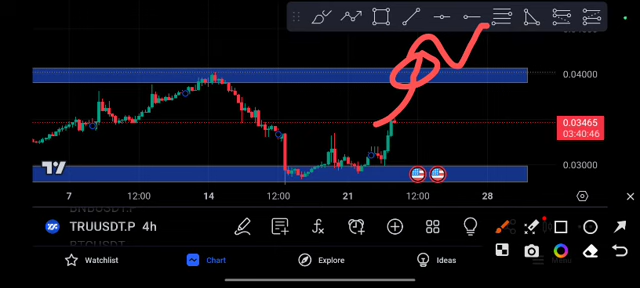 0.04000
0.03465
03:40:46
0.03000
7
12:00
14
12:00
21
12:00
28
TRUUSDT.P 4h
Watchlist
Chart
Explore
Ideas